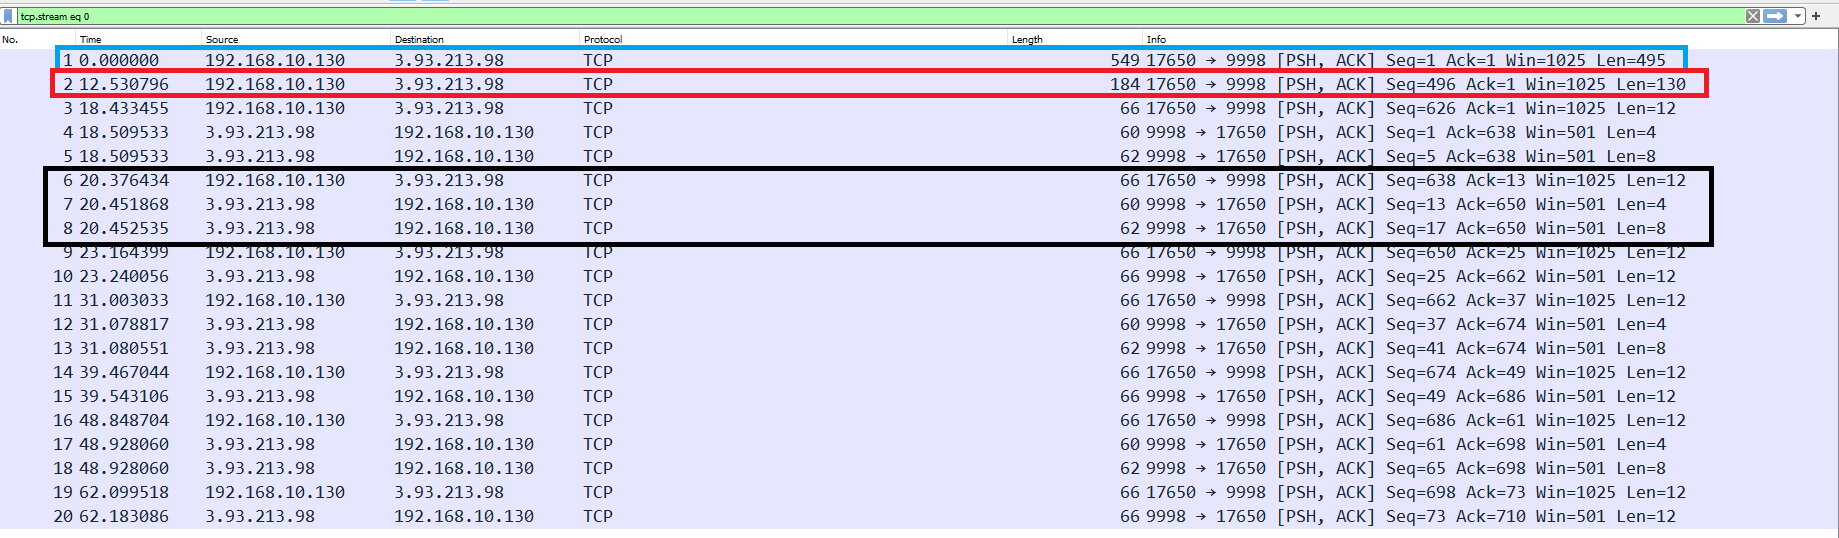 tcp.stream eq 0
No. Time Source Destination Protocol Length Info
1 0.000000 192.168.10.130 3.93.213.98 TCP 549 17650 → 9998 [PSH, ACK] Seq=1 Ack=1 Win=1025 Len=495
2 12.530796 192.168.10.130 3.93.213.98 TCP 184 17650 → 9998 [PSH, ACK] Seq=496 Ack=1 Win=1025 Len=130
3 18.433455 192.168.10.130 3.93.213.98 TCP 66 17650 → 9998 [PSH, ACK] Seq=626 Ack=1 Win=1025 Len=12
4 18.509533 3.93.213.98 192.168.10.130 TCP 60 9998 → 17650 [PSH, ACK] Seq=1 Ack=638 Win=501 Len=4
5 18.509533 3.93.213.98 192.168.10.130 TCP 62 9998 → 17650 [PSH, ACK] Seq=5 Ack=638 Win=501 Len=8
6 20.376434 192.168.10.130 3.93.213.98 TCP 66 17650 → 9998 [PSH, ACK] Seq=638 Ack=13 Win=1025 Len=12
7 20.451868 3.93.213.98 192.168.10.130 TCP 60 9998 → 17650 [PSH, ACK] Seq=13 Ack=650 Win=501 Len=4
8 20.452535 3.93.213.98 192.168.10.130 TCP 62 9998 → 17650 [PSH, ACK] Seq=17 Ack=650 Win=501 Len=8
9 23.164399 192.168.10.130 3.93.213.98 TCP 66 17650 → 9998 [PSH, ACK] Seq=650 Ack=25 Win=1025 Len=12
10 23.240056 3.93.213.98 192.168.10.130 TCP 66 9998 → 17650 [PSH, ACK] Seq=25 Ack=662 Win=501 Len=12
11 31.003033 192.168.10.130 3.93.213.98 TCP 66 17650 → 9998 [PSH, ACK] Seq=662 Ack=37 Win=1025 Len=12
12 31.078817 3.93.213.98 192.168.10.130 TCP 60 9998 → 17650 [PSH, ACK] Seq=37 Ack=674 Win=501 Len=4
13 31.080551 3.93.213.98 192.168.10.130 TCP 62 9998 → 17650 [PSH, ACK] Seq=41 Ack=674 Win=501 Len=8
14 39.467044 192.168.10.130 3.93.213.98 TCP 66 17650 → 9998 [PSH, ACK] Seq=674 Ack=49 Win=1025 Len=12
15 39.543106 3.93.213.98 192.168.10.130 TCP 66 9998 → 17650 [PSH, ACK] Seq=49 Ack=686 Win=501 Len=12
16 48.848704 192.168.10.130 3.93.213.98 TCP 66 17650 → 9998 [PSH, ACK] Seq=686 Ack=61 Win=1025 Len=12
17 48.928060 3.93.213.98 192.168.10.130 TCP 60 9998 → 17650 [PSH, ACK] Seq=61 Ack=698 Win=501 Len=4
18 48.928060 3.93.213.98 192.168.10.130 TCP 62 9998 → 17650 [PSH, ACK] Seq=65 Ack=698 Win=501 Len=8
19 62.099518 192.168.10.130 3.93.213.98 TCP 66 17650 → 9998 [PSH, ACK] Seq=698 Ack=73 Win=1025 Len=12
20 62.183086 3.93.213.98 192.168.10.130 TCP 66 9998 → 17650 [PSH, ACK] Seq=73 Ack=710 Win=501 Len=12